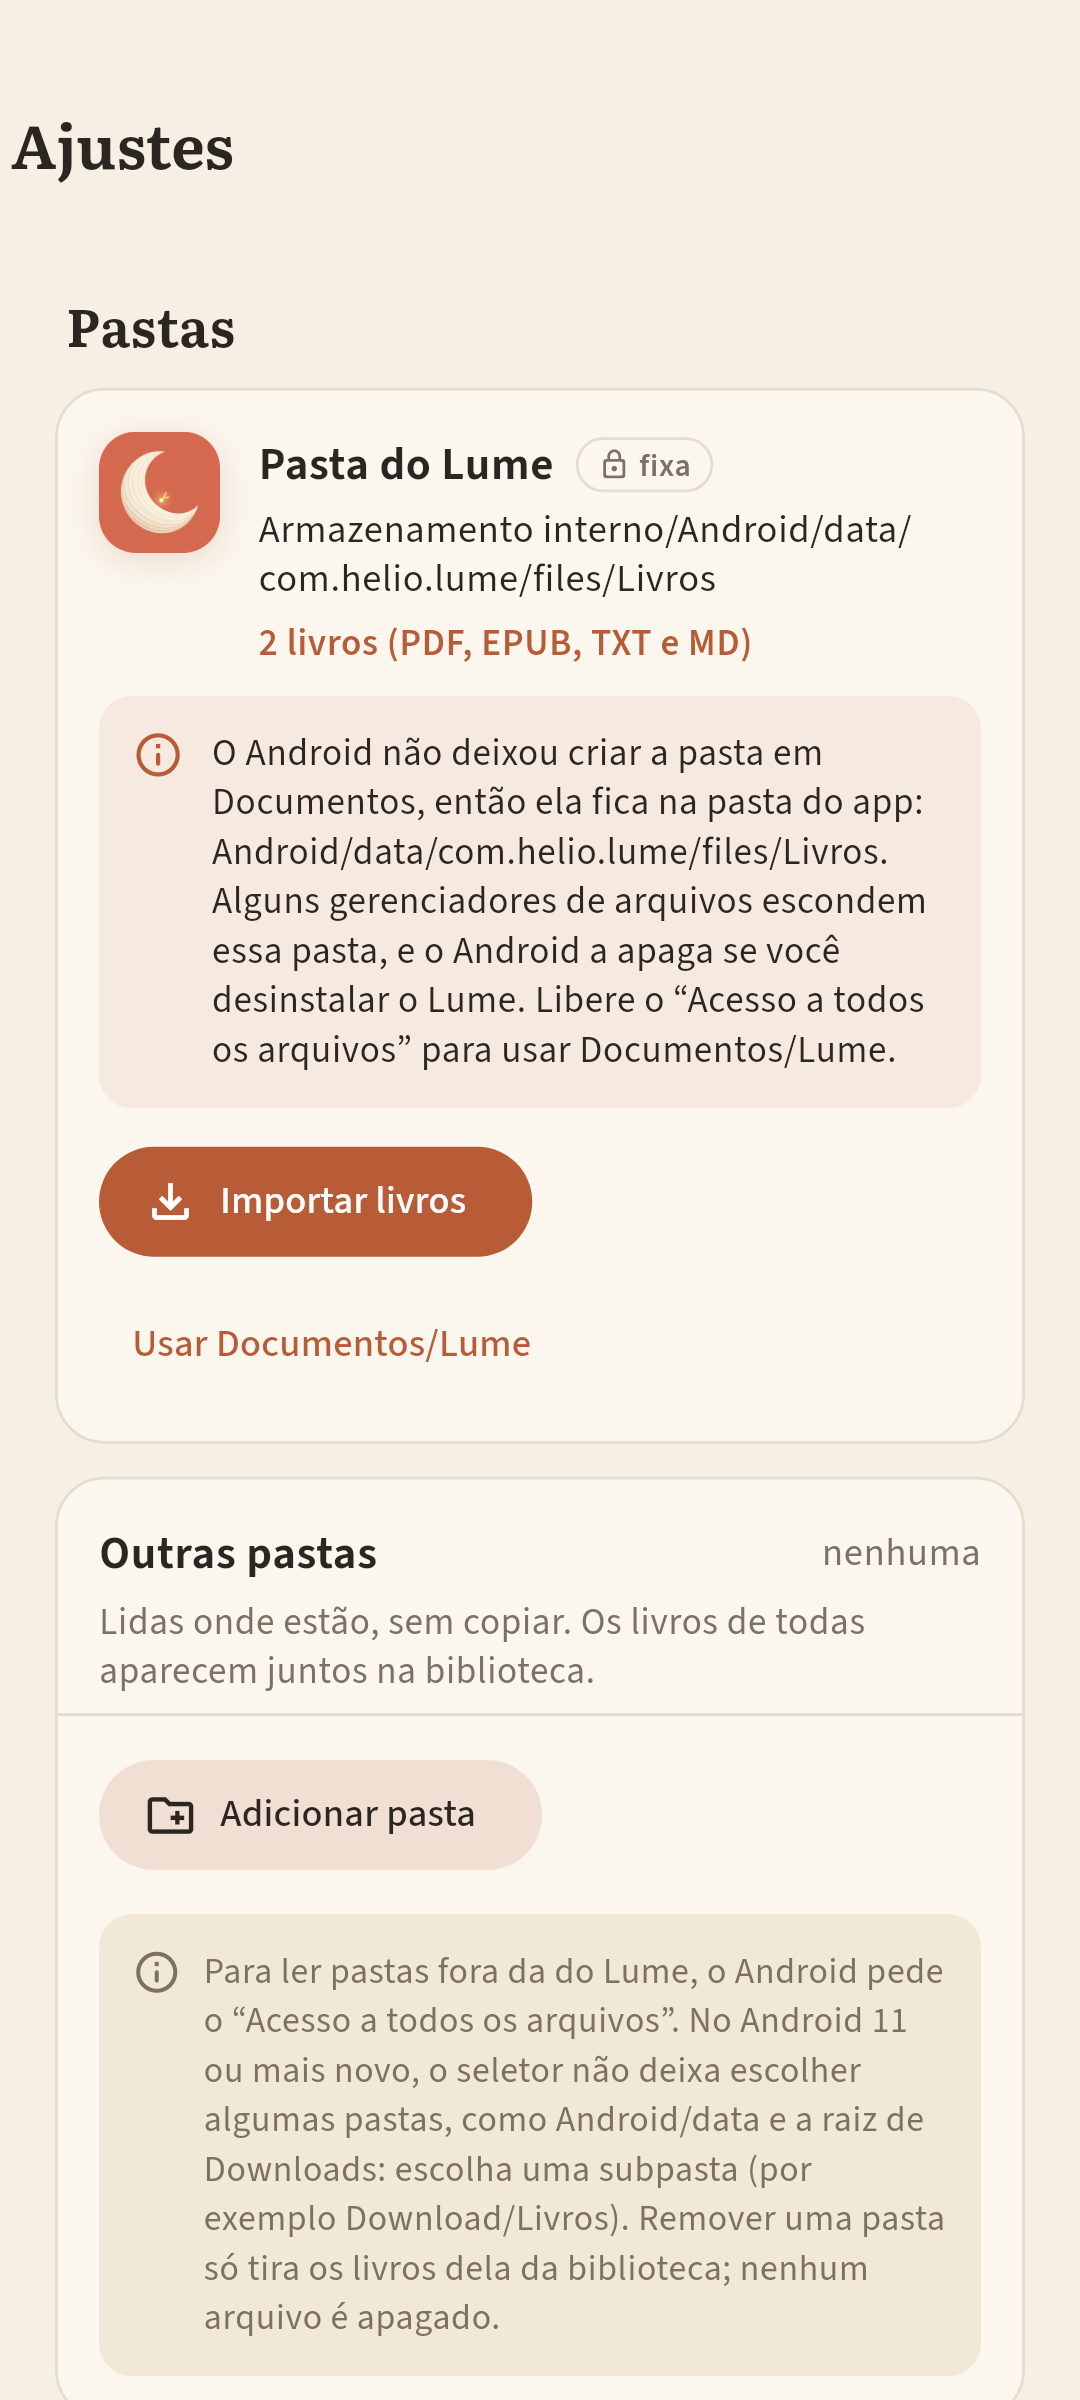 Ajustes
Pastas
Pasta do Lume
fixa
Armazenamento interno/Android/data/
com.helio.lume/files/Livros
2 livros (PDF, EPUB, TXT e MD)
O Android não deixou criar a pasta em
Documentos, então ela fica na pasta do app:
Android/data/com.helio.lume/files/Livros.
Alguns gerenciadores de arquivos escondem
essa pasta, e o Android a apaga se você
desinstalar o Lume. Libere o “Acesso a todos
os arquivos” para usar Documentos/Lume.
Importar livros
Usar Documentos/Lume
Outras pastas
nenhuma
Lidas onde estão, sem copiar. Os livros de todas
aparecem juntos na biblioteca.
Adicionar pasta
Para ler pastas fora da do Lume, o Android pede
o “Acesso a todos os arquivos”. No Android 11
ou mais novo, o seletor não deixa escolher
algumas pastas, como Android/data e a raiz de
Downloads: escolha uma subpasta (por
exemplo Download/Livros). Remover uma pasta
só tira os livros dela da biblioteca; nenhum
arquivo é apagado.